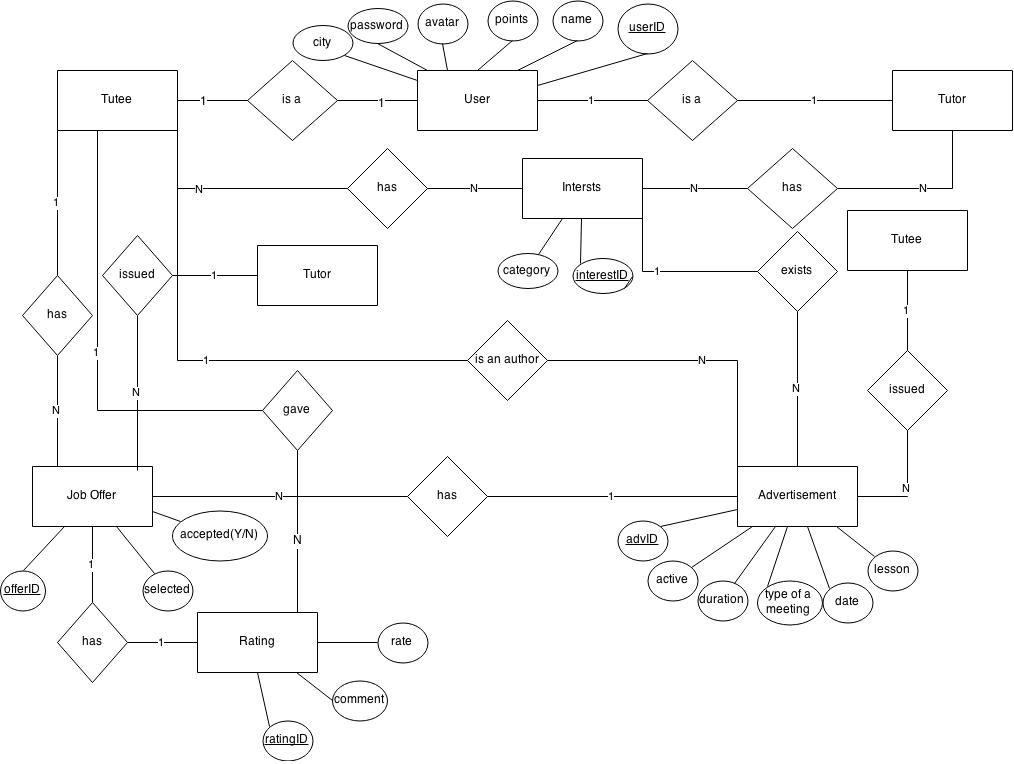 password
avatar
points
name
userID
city
Tutee
1
is a
1
User
1
is a
1
Tutor
N
has
N
Intersts
N
has
N
1
Tutee
issued
1
Tutor
category
interestID
1
exists
has
1
1
is an author
N
1
N
N
issued
N
gave
Job Offer
N
has
1
Advertisement
N
accepted(Y/N)
N
advID
1
offerID
selected
active
duration
type of a
meeting
date
lesson
has
1
Rating
rate
comment
ratingID